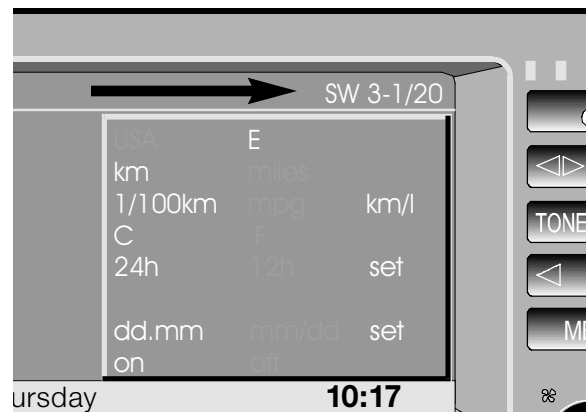 SW 3-1/20
USA E
km miles
1/100km mpg km/l
C F
24h 12h set
dd.mm mm/dd set
on off
ursday 10:17
TONE
ME